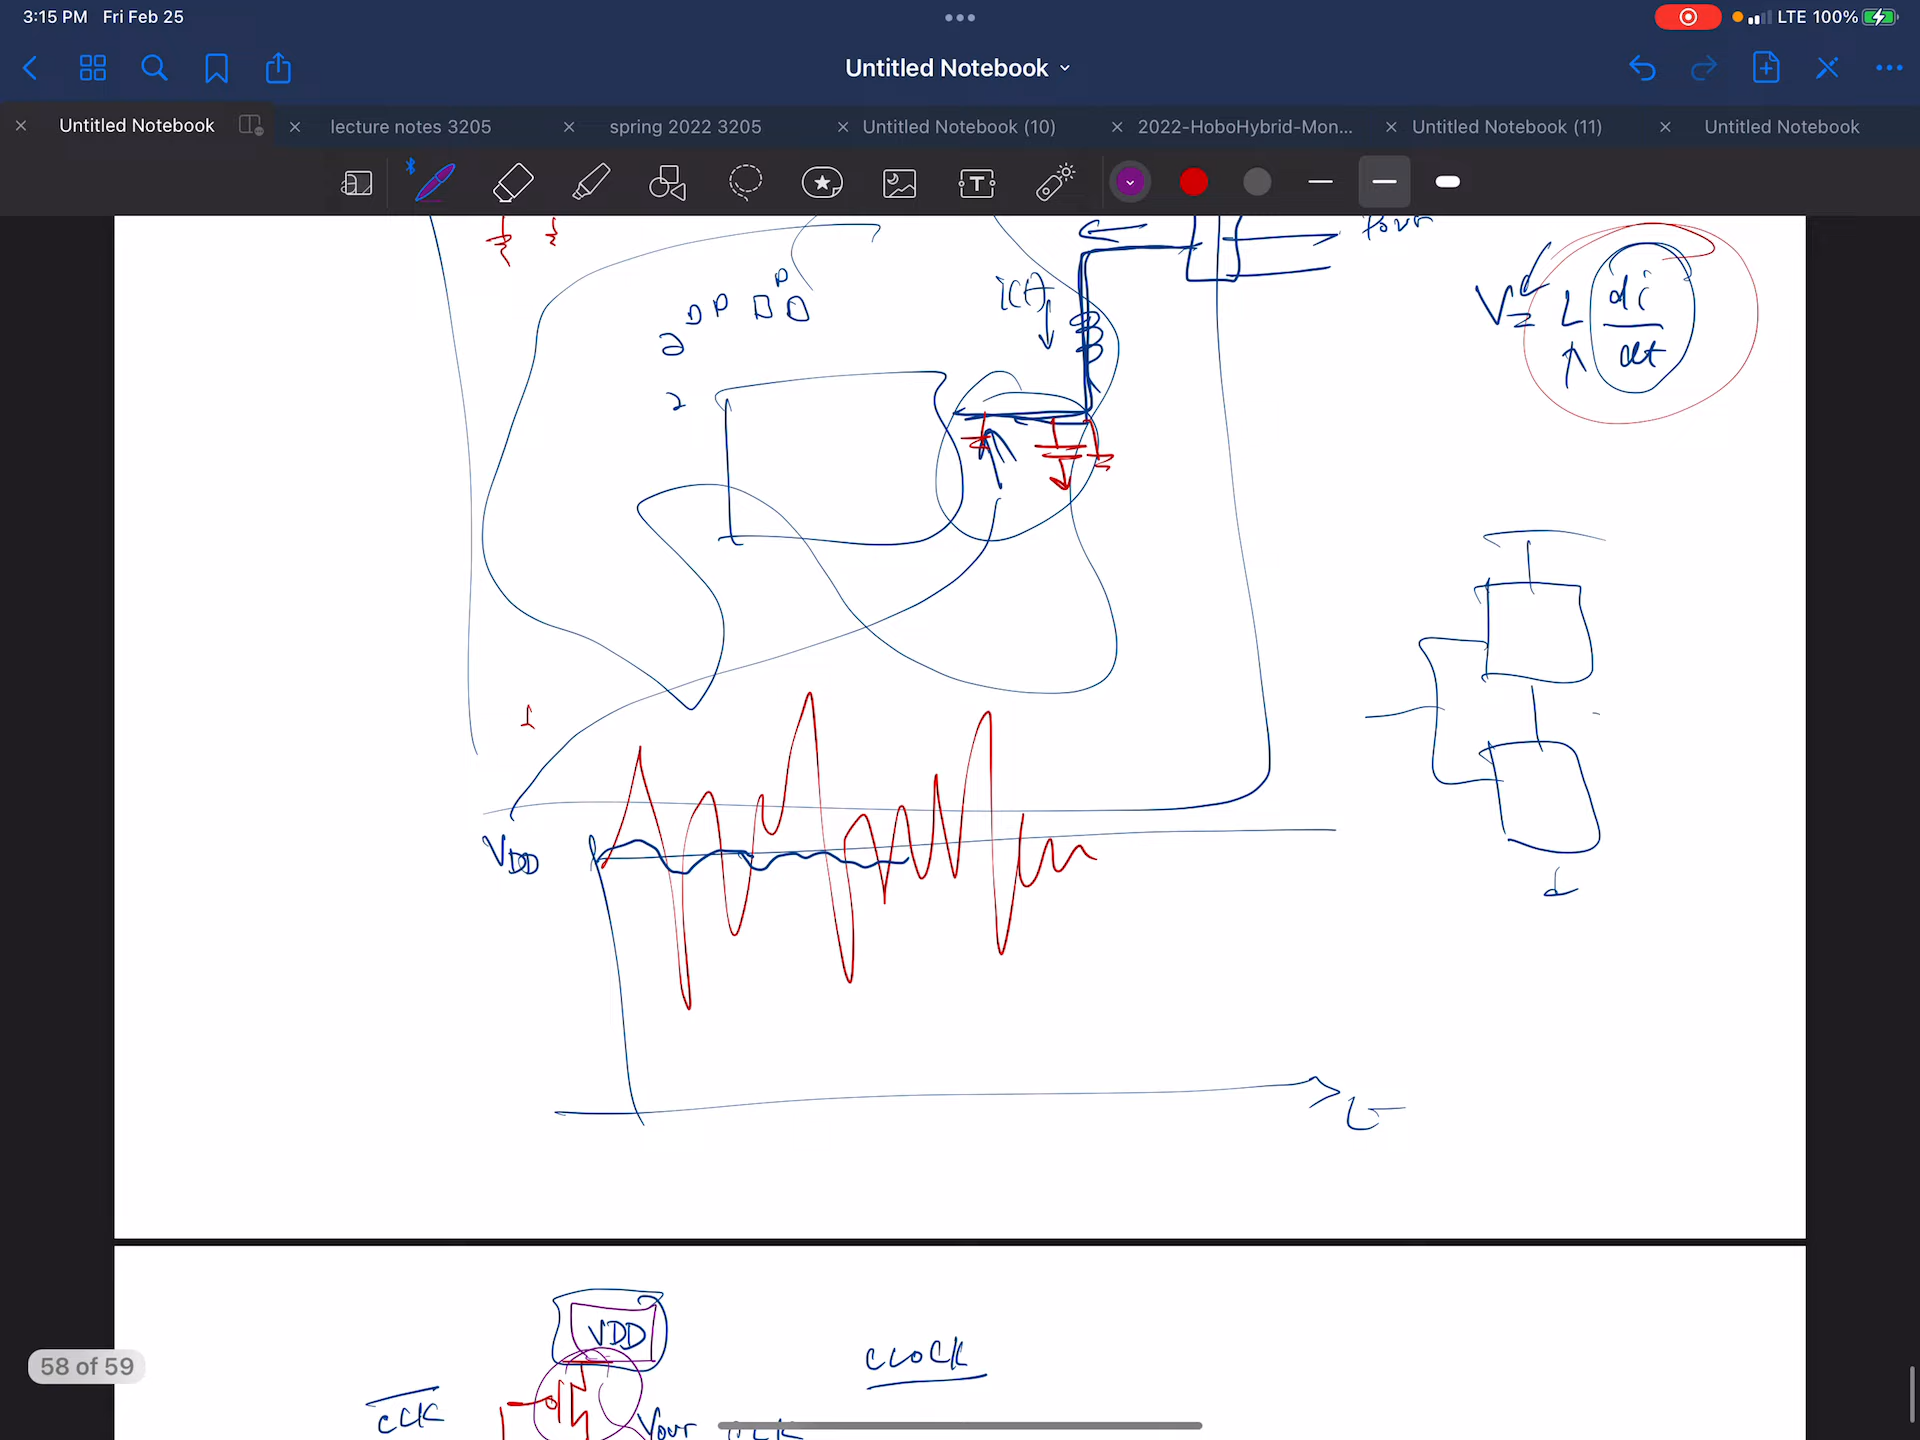 3:15 PM Fri Feb 25
LTE 100%
Untitled Notebook
Untitled Notebook
lecture notes 3205
spring 2022 3205
Untitled Notebook (10)
2022-HoboHybrid-Mon...
Untitled Notebook (11)
Untitled Notebook
T
i(t)
V = L di/dt
VDD
t
58 of 59
VDD
CLOCK
CLK
Your CLK